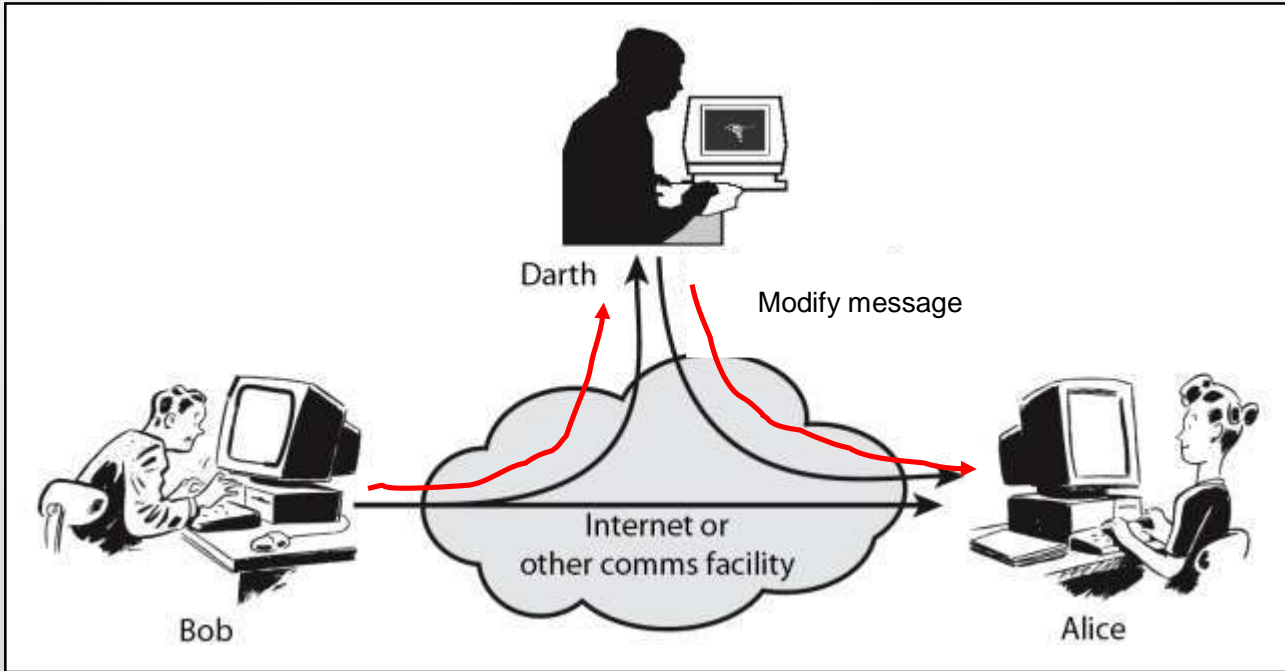 Darth
Modify message
Internet or
other comms facility
Bob
Alice